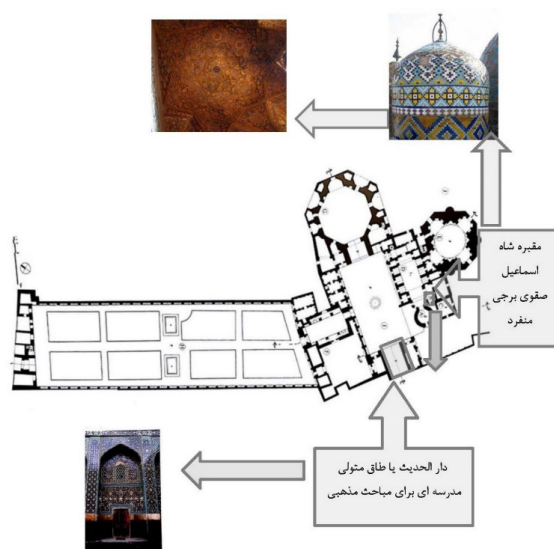 مقبره شاه
اسماعیل
صفوی برجی
منفرد
دار الحدیث یا طاق متولی
مدرسه ای برای مباحث مذهبی